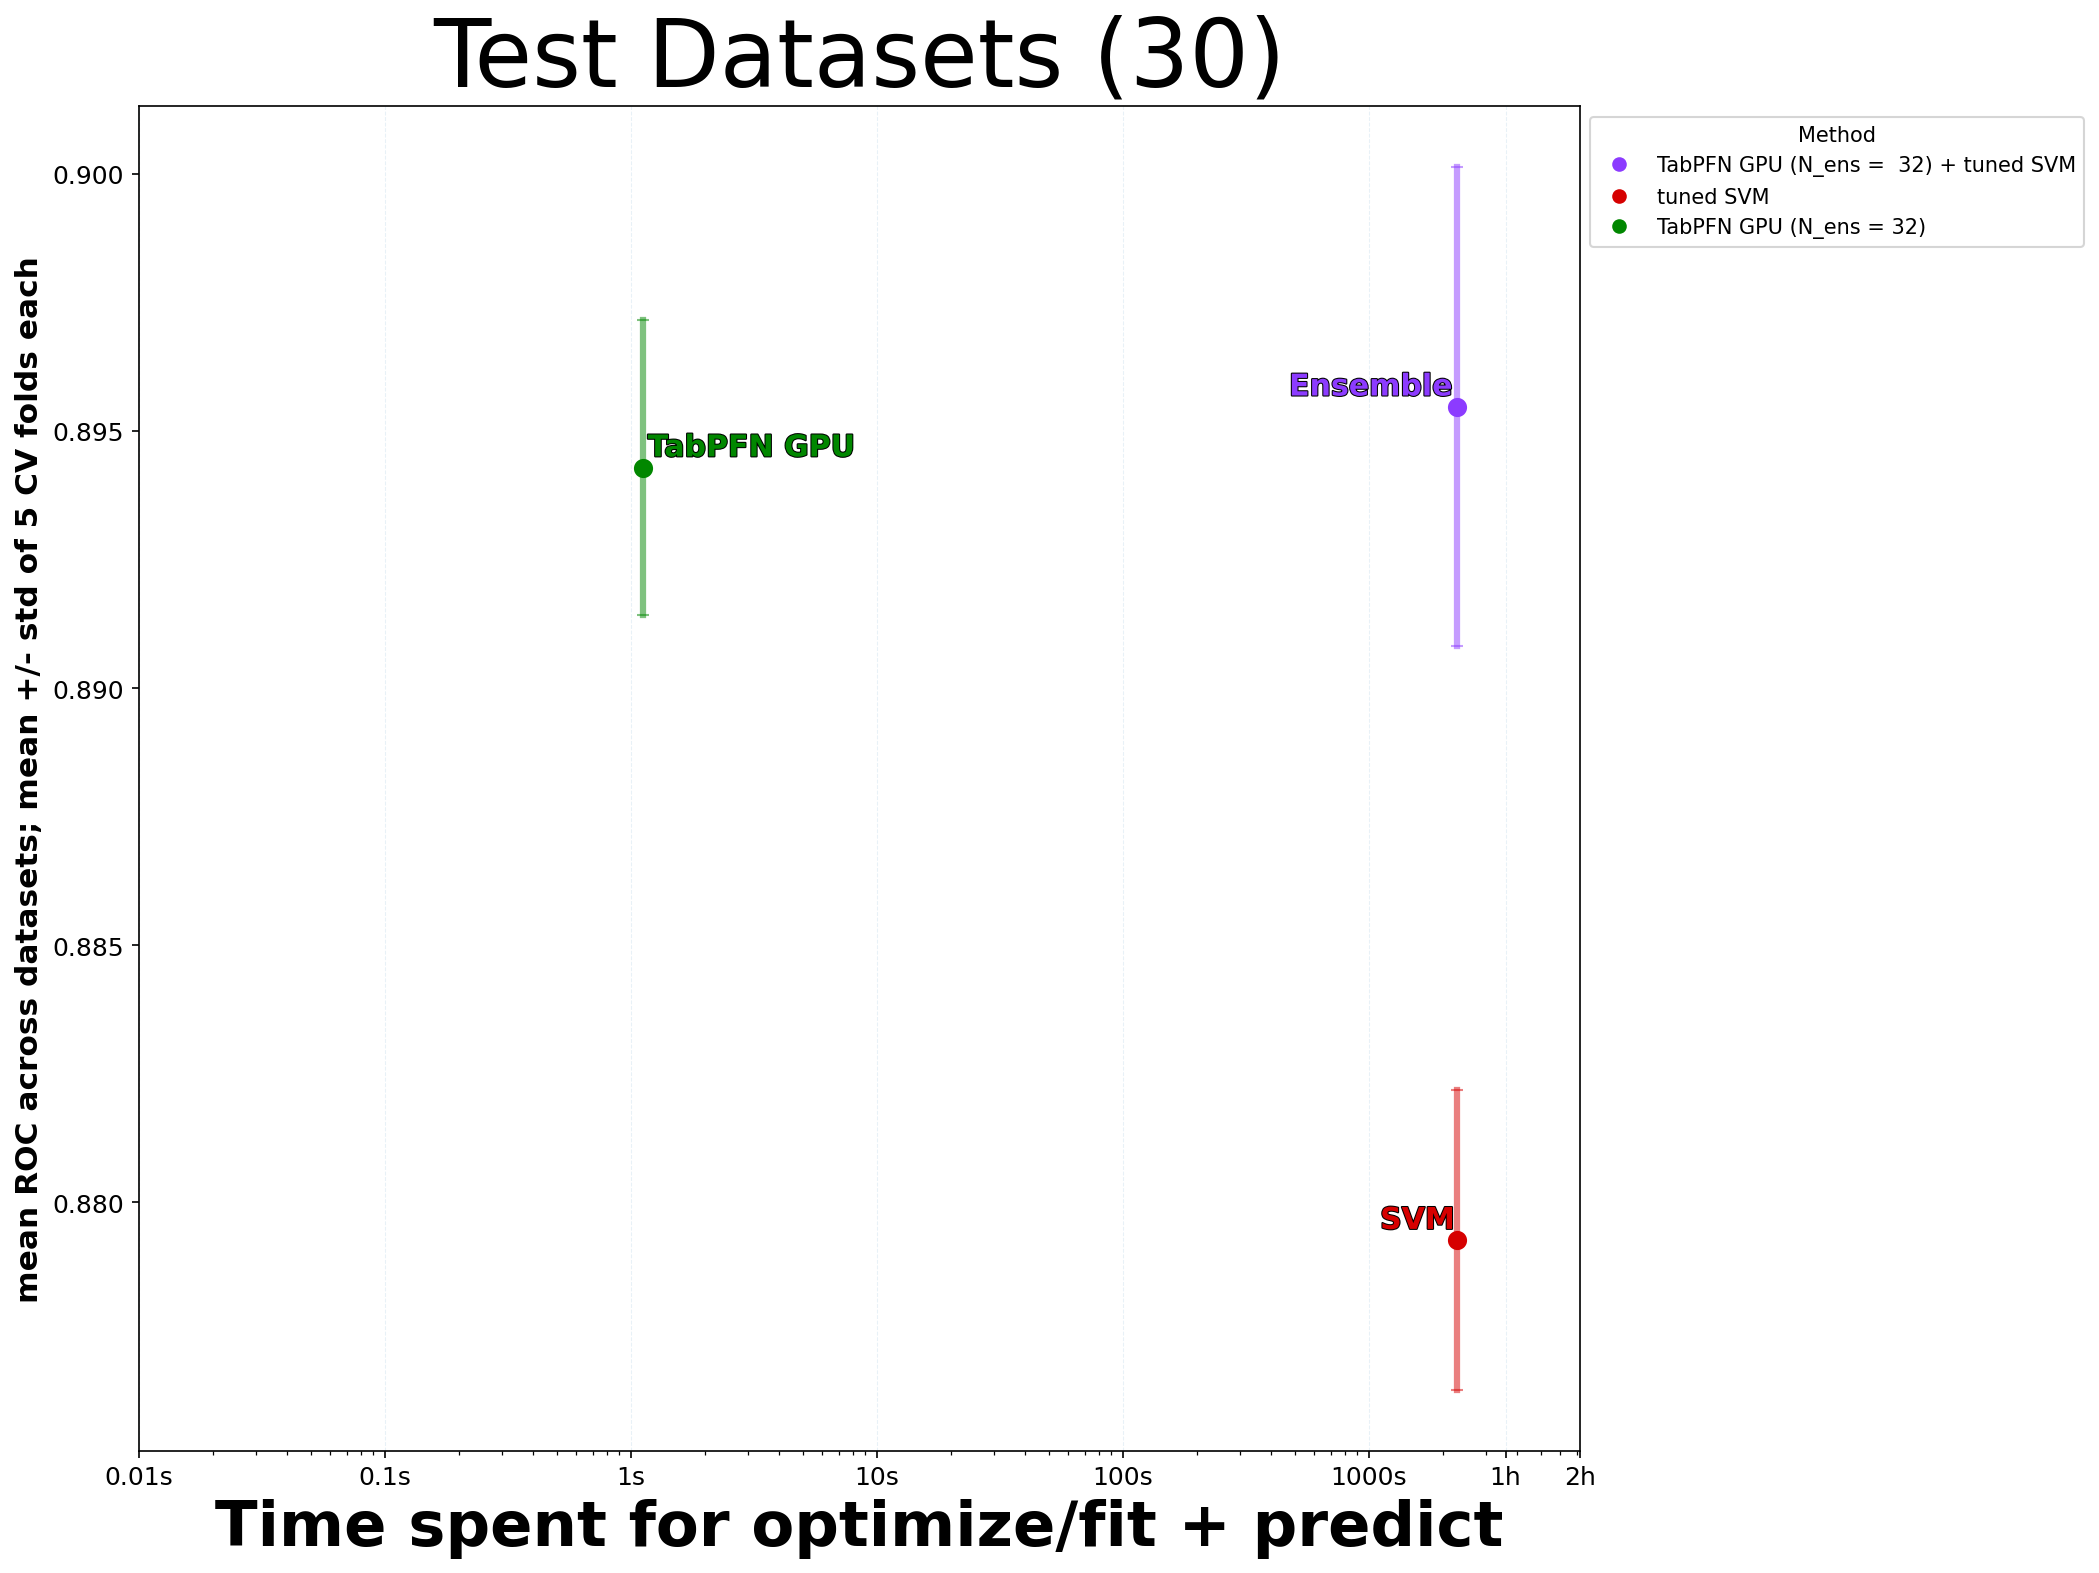 Test Datasets (30)
mean ROC across datasets; mean +/- std of 5 CV folds each
0.900
0.895
0.890
0.885
0.880
Ensemble
TabPFN GPU
SVM
0.01s
0.1s
1s
10s
100s
1000s
1h
2h
Time spent for optimize/fit + predict
Method
TabPFN GPU (N_ens =  32) + tuned SVM
tuned SVM
TabPFN GPU (N_ens = 32)